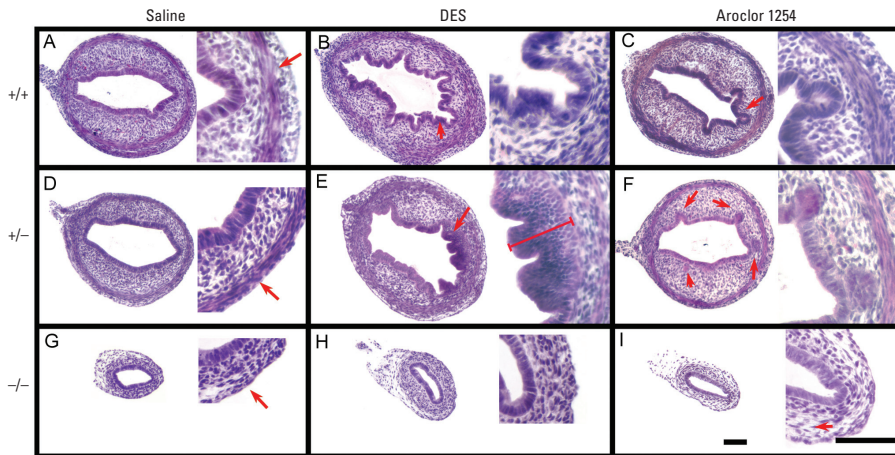 Saline DES Aroclor 1254
+/+ A B C
+/− D E F
−/− G H I